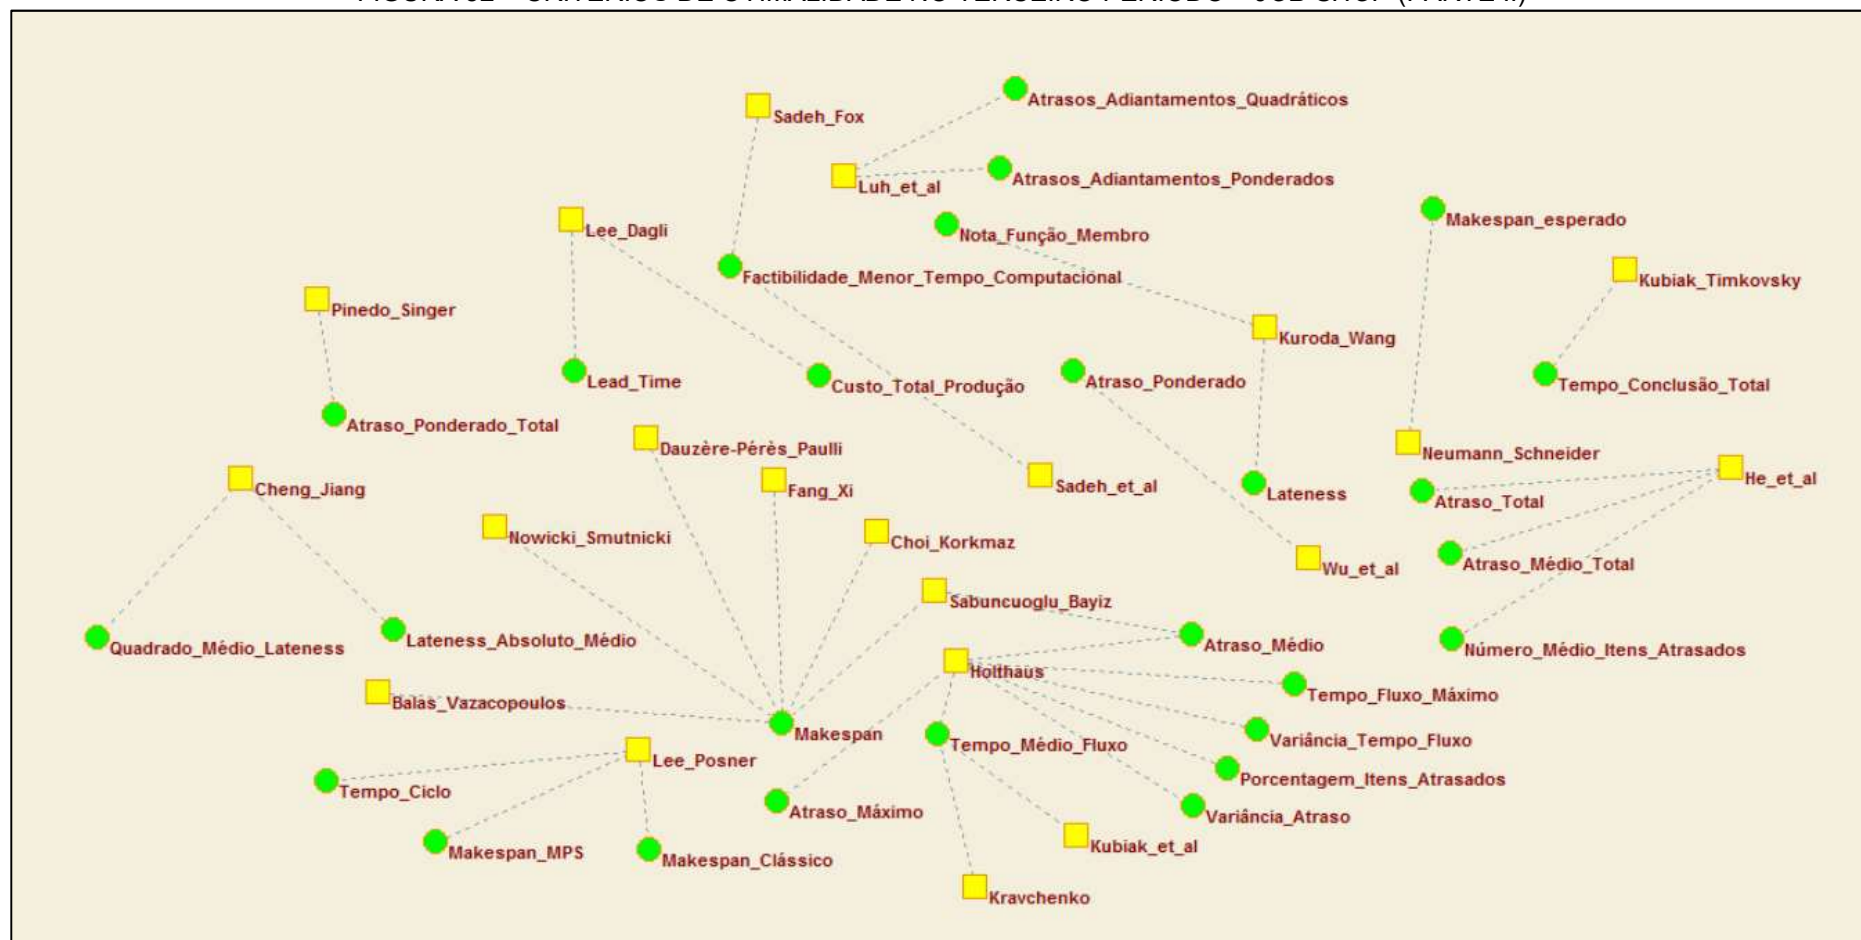 Atrasos_Adiantamentos_Quadráticos
Sadeh_Fox
Atrasos_Adiantamentos_Ponderados
Luh_et_al
Makespan_esperado
Lee_Dagli
Nota_Função_Membro
Factibilidade_Menor_Tempo_Computacional
Kubiak_Timkovsky
Pinedo_Singer
Kuroda_Wang
Lead_Time
Custo_Total_Produção
Atraso_Ponderado
Tempo_Conclusão_Total
Atraso_Ponderado_Total
Dauzère-Pérès_Paulli
Neumann_Schneider
He_et_al
Cheng_Jiang
Fang_Xi
Sadeh_et_al
Lateness
Atraso_Total
Nowicki_Smutnicki
Choi_Korkmaz
Atraso_Médio_Total
Wu_et_al
Sabuncuoglu_Bayiz
Quadrado_Médio_Lateness
Lateness_Absoluto_Médio
Atraso_Médio
Número_Médio_Itens_Atrasados
Holthaus
Tempo_Fluxo_Máximo
Balas_Vazacopoulos
Makespan
Tempo_Médio_Fluxo
Variância_Tempo_Fluxo
Lee_Posner
Porcentagem_Itens_Atrasados
Tempo_Ciclo
Atraso_Máximo
Variância_Atraso
Kubiak_et_al
Makespan_MPS
Makespan_Clássico
Kravchenko